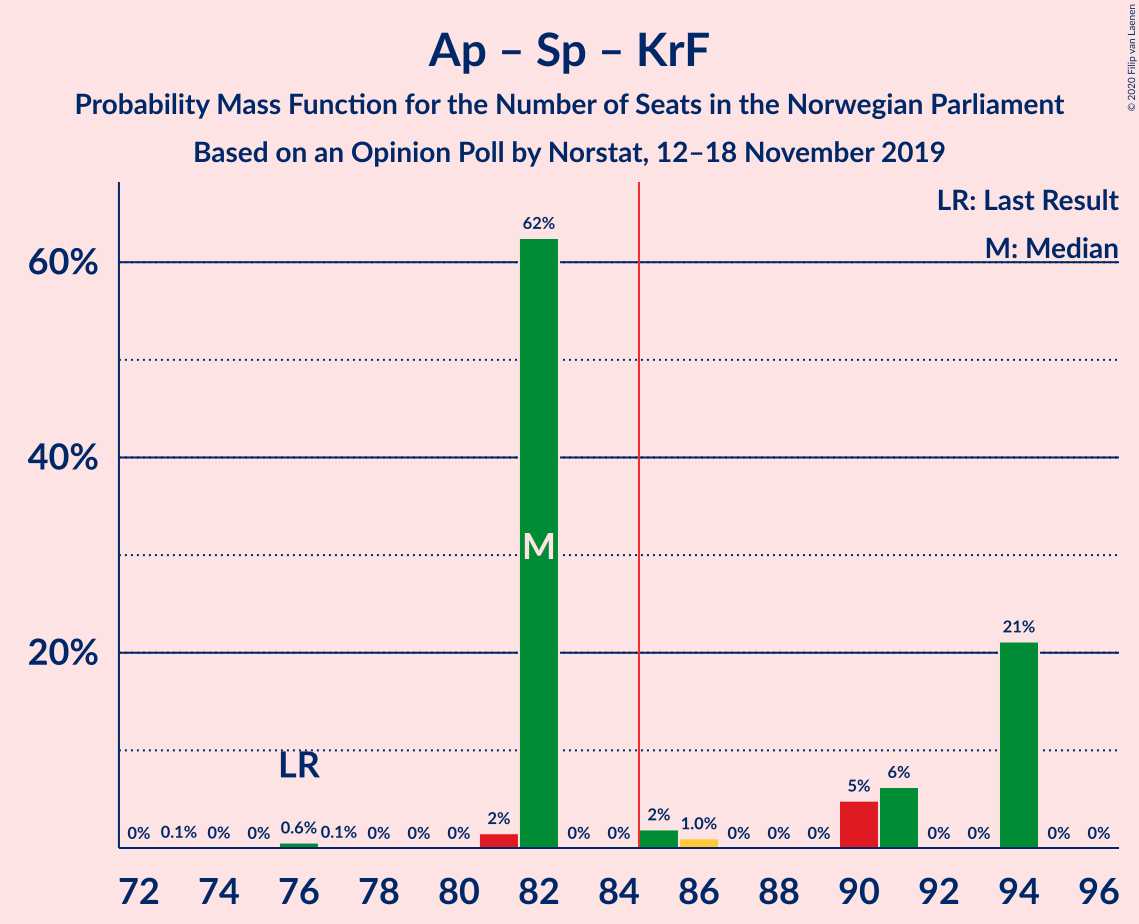 Ap – Sp – KrF
Probability Mass Function for the Number of Seats in the Norwegian Parliament
Based on an Opinion Poll by Norstat, 12–18 November 2019
© 2020 Filip van Laenen
LR: Last Result
M: Median
60%
40%
20%
62%
M
21%
LR
0% 0.1% 0% 0% 0.6% 0.1% 0% 0% 0% 2% 0% 0% 2% 1.0% 0% 0% 0% 5% 6% 0% 0% 0% 0%
72 74 76 78 80 82 84 86 88 90 92 94 96